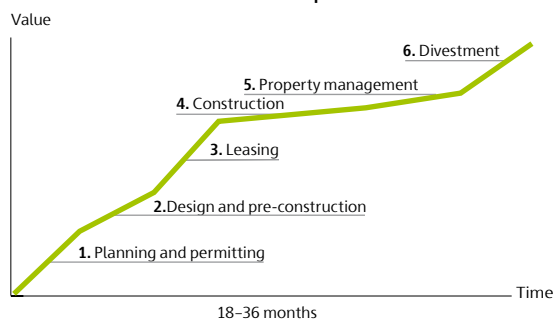 Value
6. Divestment
5. Property management
4. Construction
3. Leasing
2.Design and pre-construction
1. Planning and permitting
Time
18–36 months